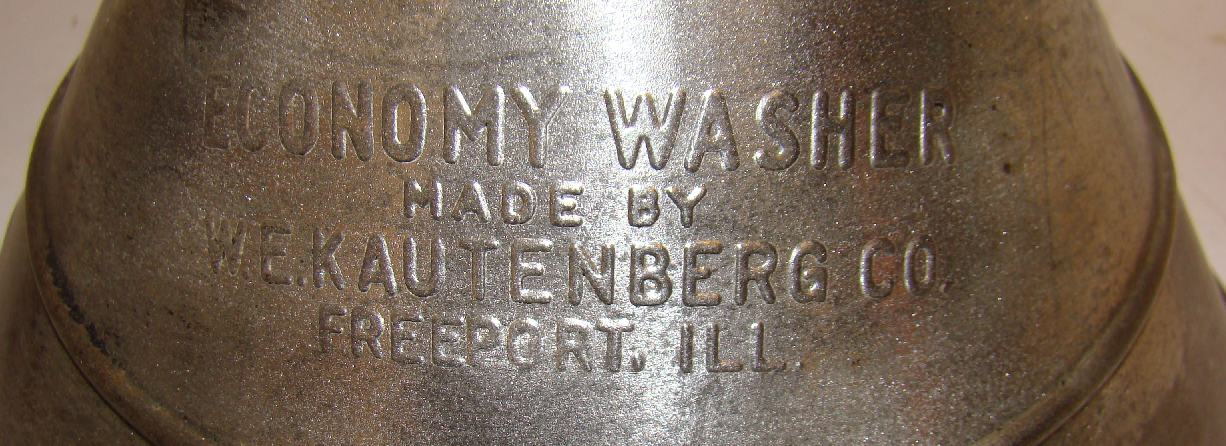 ECONOMY WASHER
MADE BY
W.E.KAUTENBERG CO.
FREEPORT, ILL.